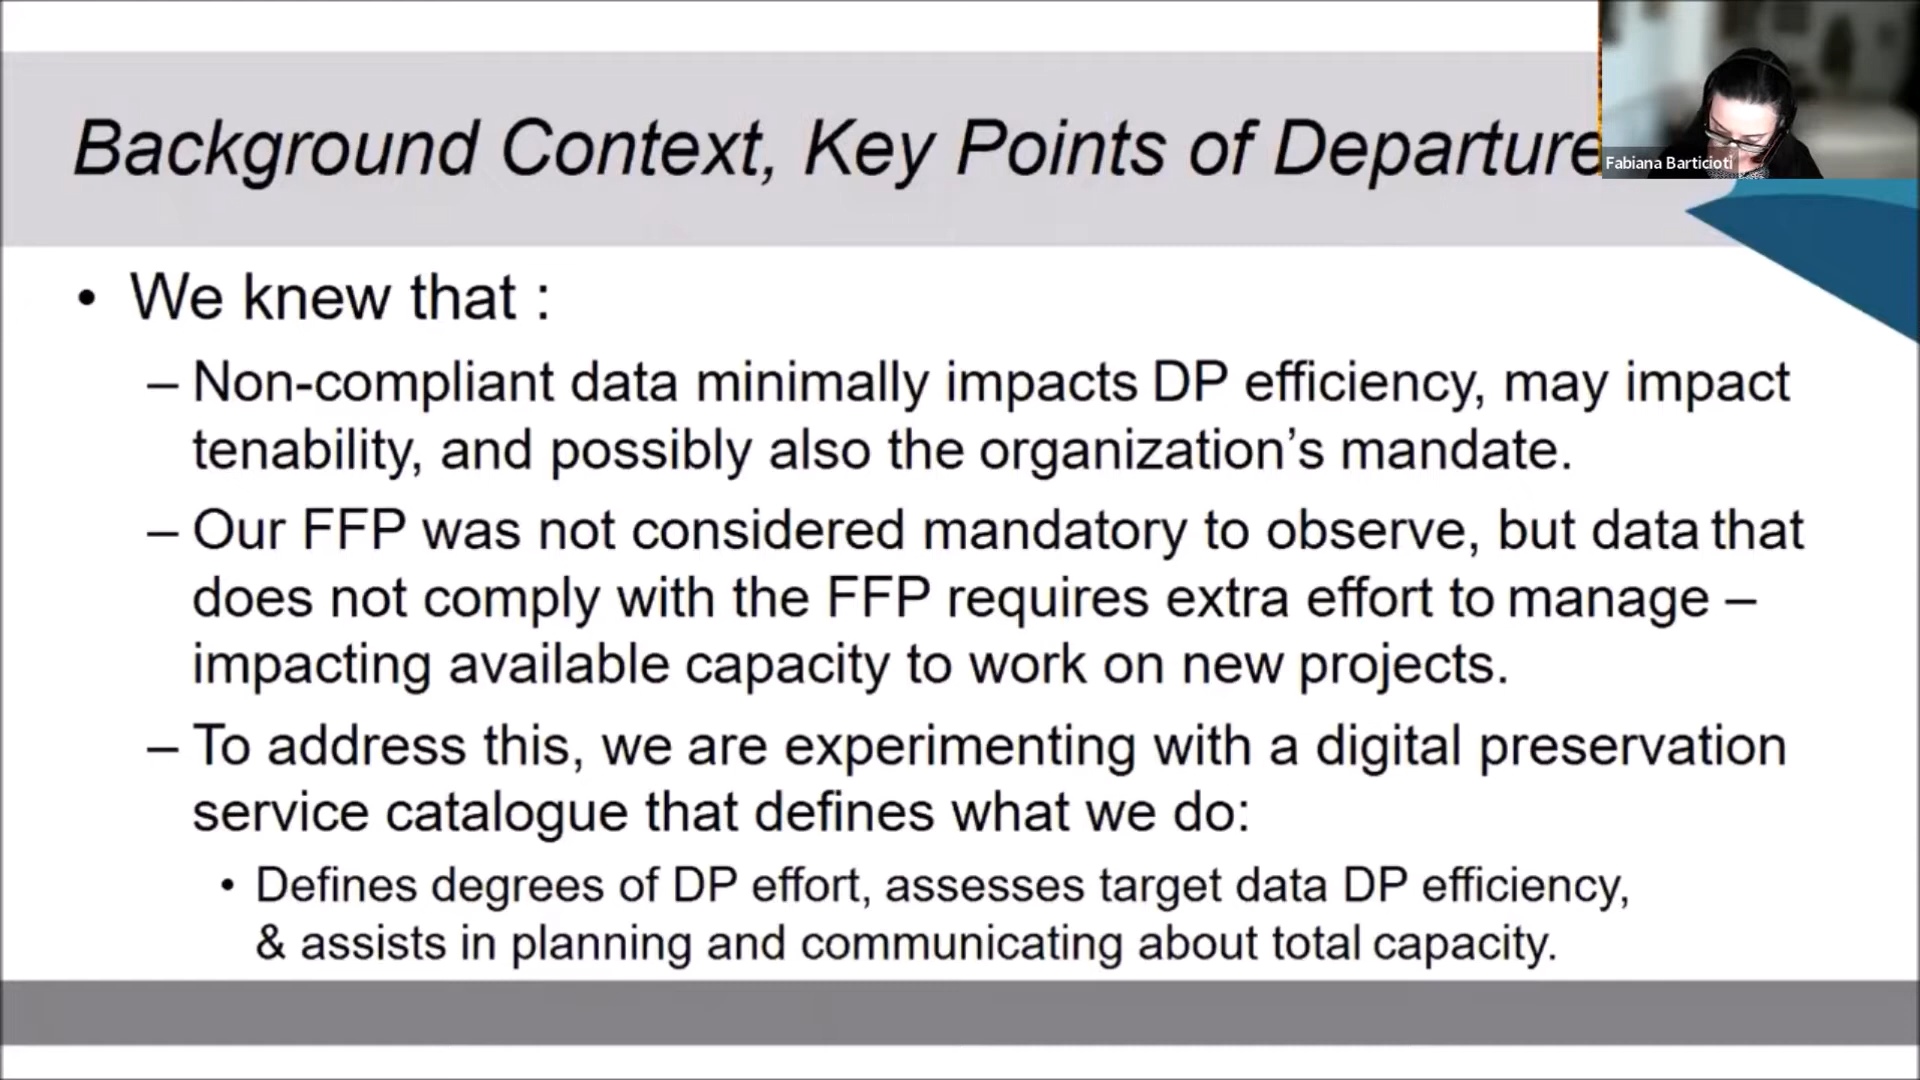 Background Context, Key Points of Departure
Fabiana Barticioti
• We knew that :
– Non-compliant data minimally impacts DP efficiency, may impact
tenability, and possibly also the organization’s mandate.
– Our FFP was not considered mandatory to observe, but data that
does not comply with the FFP requires extra effort to manage –
impacting available capacity to work on new projects.
– To address this, we are experimenting with a digital preservation
service catalogue that defines what we do:
• Defines degrees of DP effort, assesses target data DP efficiency,
& assists in planning and communicating about total capacity.